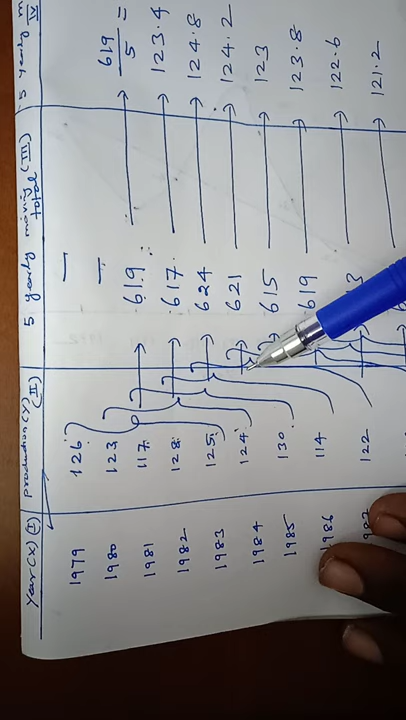 Year (X) (I) production (Y) (II) 5 yearly moving total (III) 5 yearly m
IV
1979 126 — 
1980 123 — 619/5 =
1981 117 619 123.4
1982 128 617 124.8
1983 125 624 124.2
1984 124 621 123
1985 130 615 123.8
1986 114 619 122.6
1987 122 3 121.2